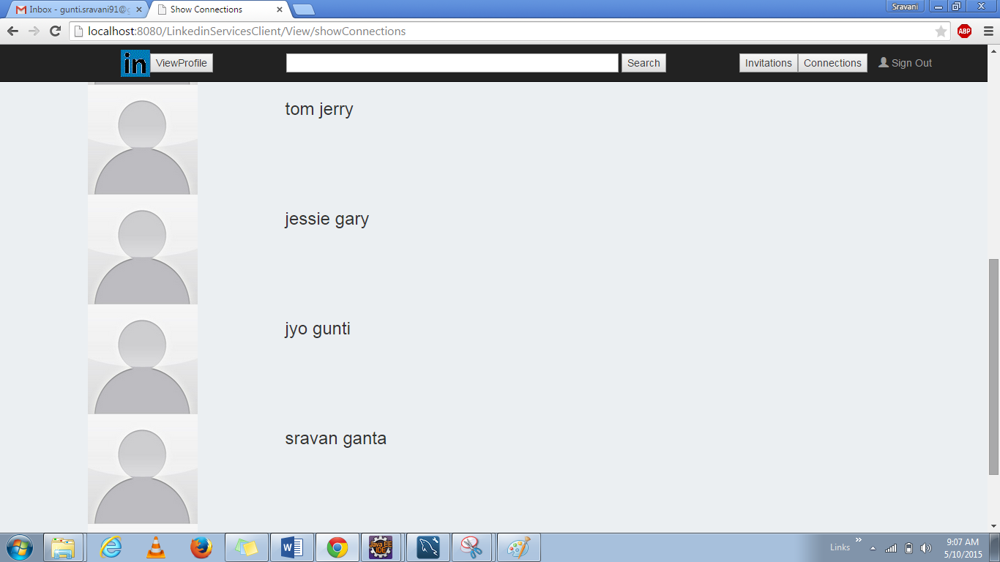 Inbox - gunti.sravani91@g
Show Connections
Sravani
localhost:8080/LinkedinServicesClient/View/showConnections
ABP
in
ViewProfile
Search
Invitations
Connections
Sign Out
tom jerry
jessie gary
jyo gunti
sravan ganta
W
Java EE
IDE
Links
9:07 AM
5/10/2015